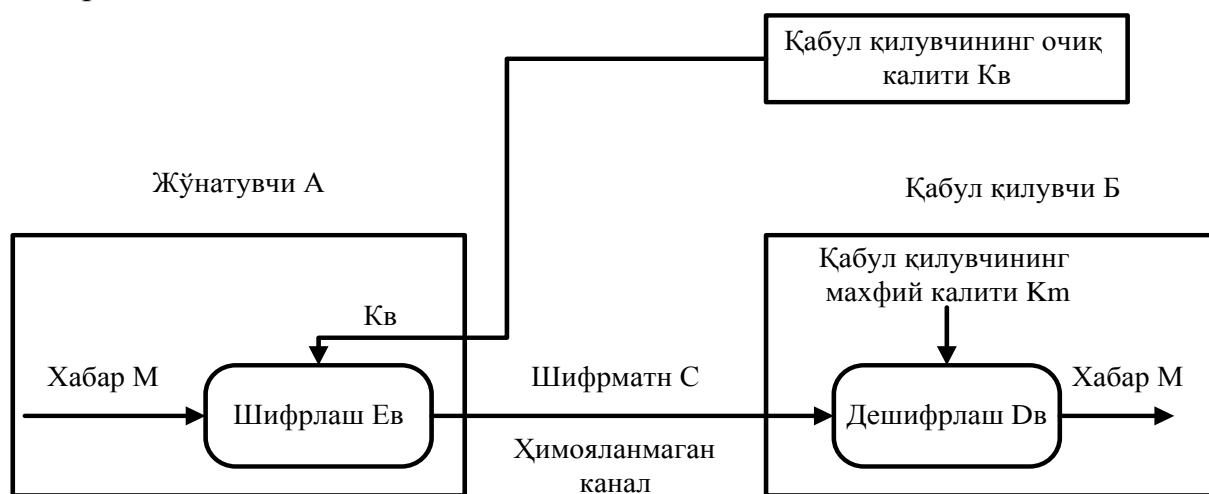 Қабул қилувчининг очиқ
калити Кв
Жўнатувчи А
Қабул қилувчи Б
Қабул қилувчининг
махфий калити Km
Кв
Хабар М
Шифрматн С
Хабар М
Шифрлаш Ев
Дешифрлаш Dв
Ҳимояланмаган
канал